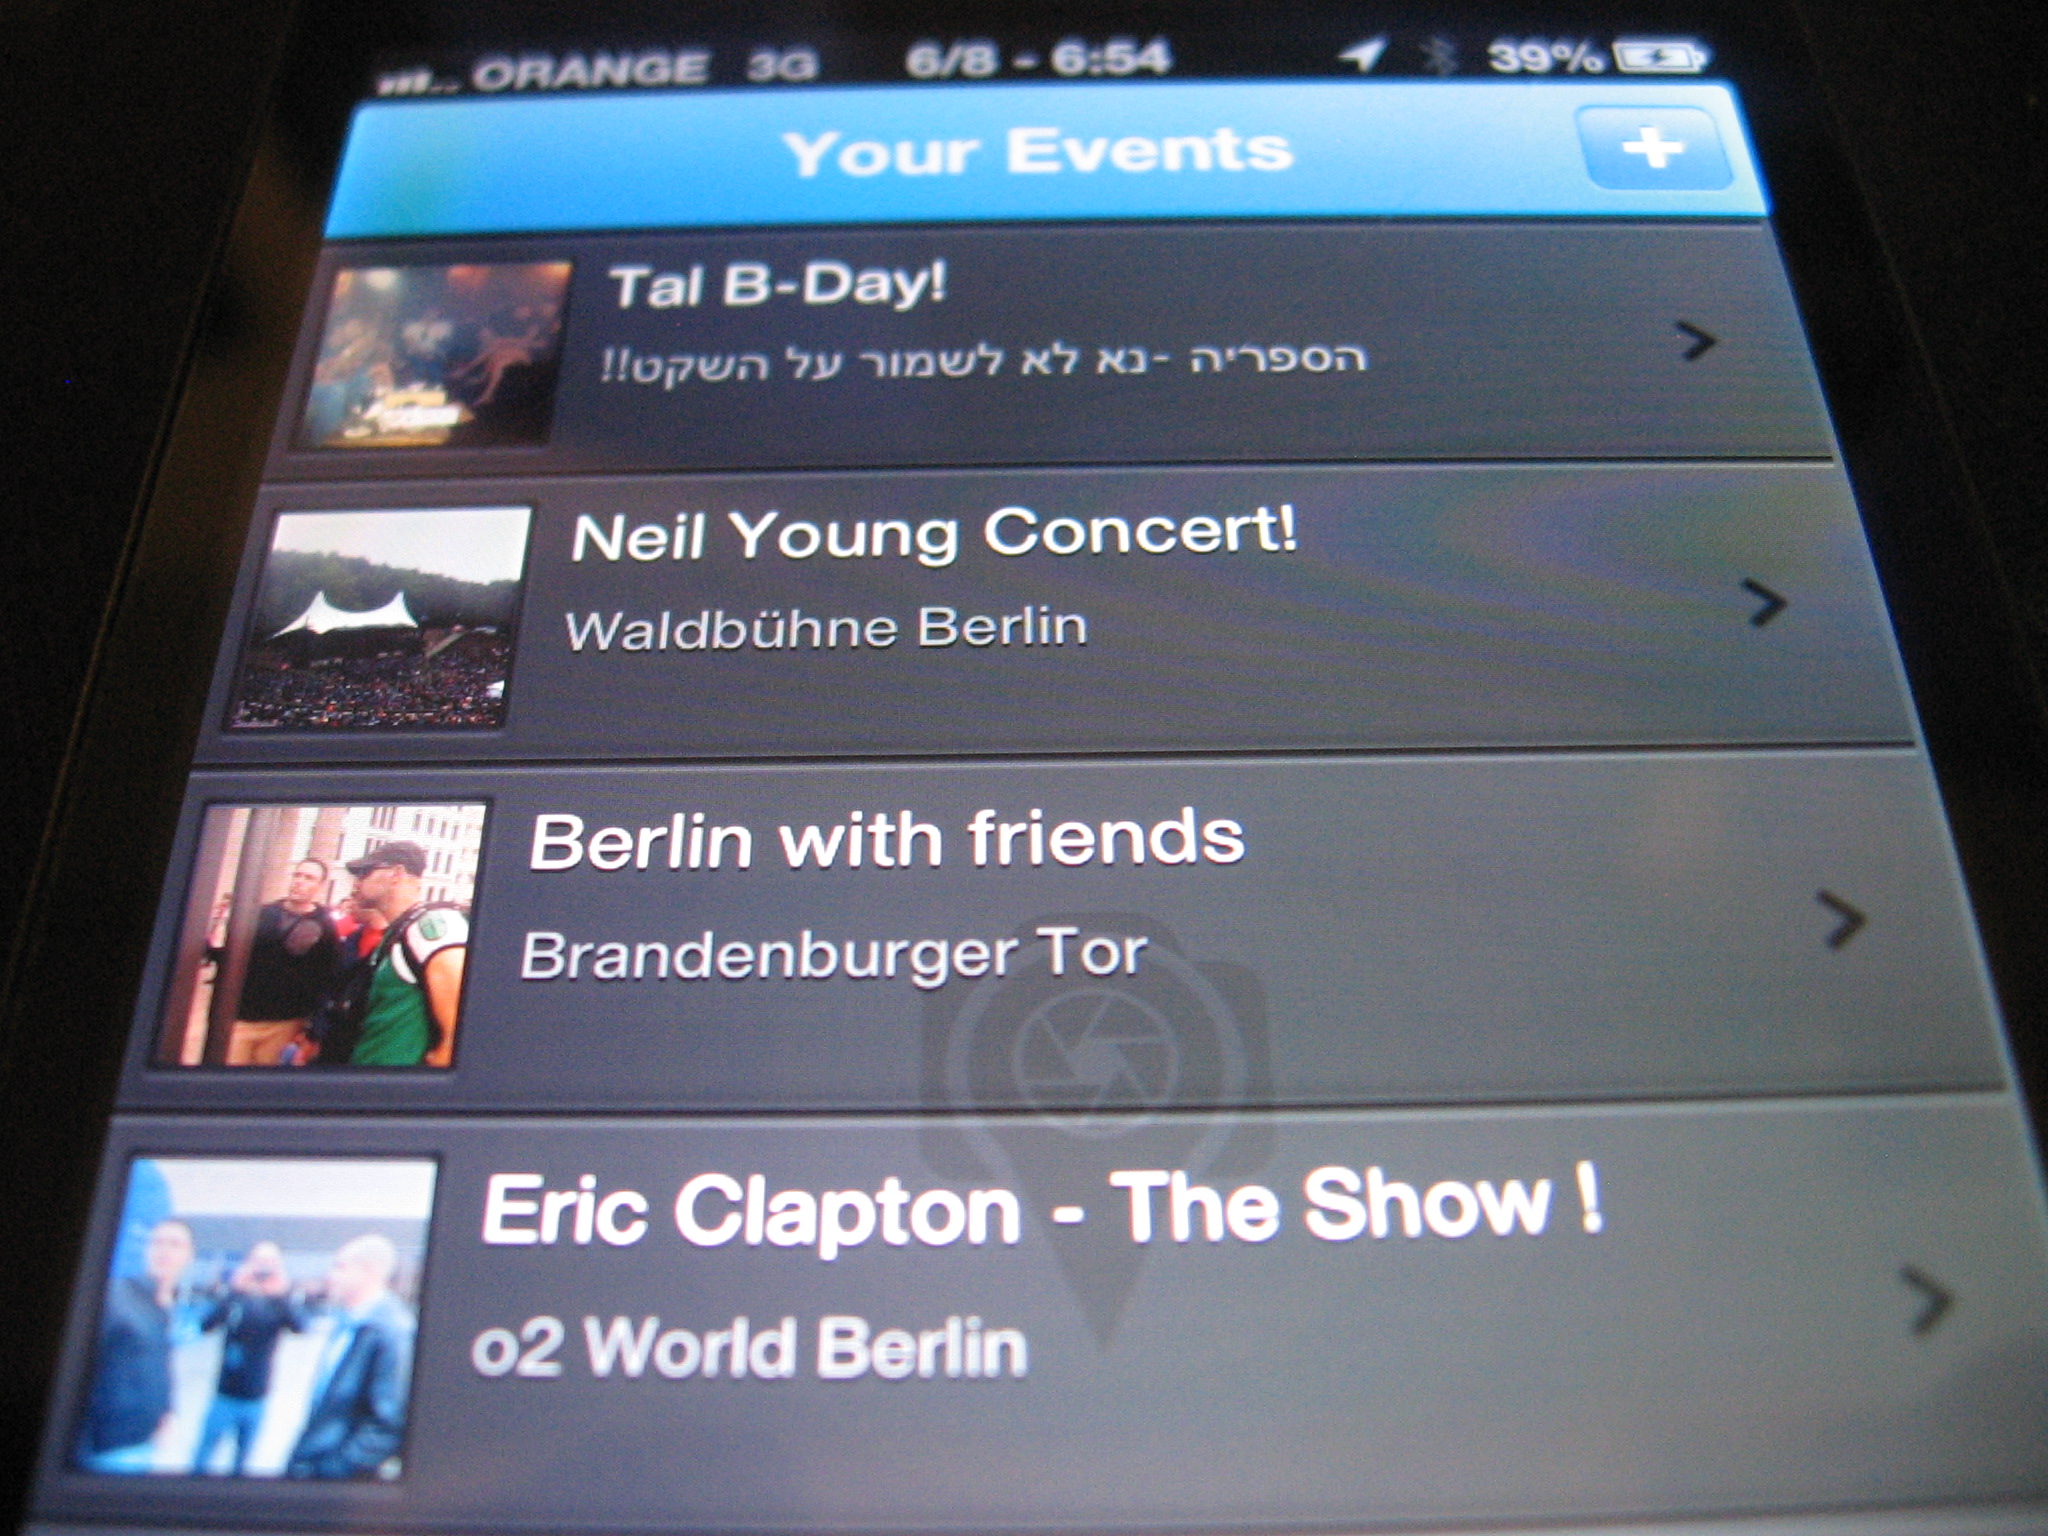 ORANGE 3G 6/8 - 6:54 39%
Your Events
+
Tal B-Day!
הספריה -נא לא לשמור על השקט!!
Neil Young Concert!
Waldbühne Berlin
Berlin with friends
Brandenburger Tor
Eric Clapton - The Show !
o2 World Berlin